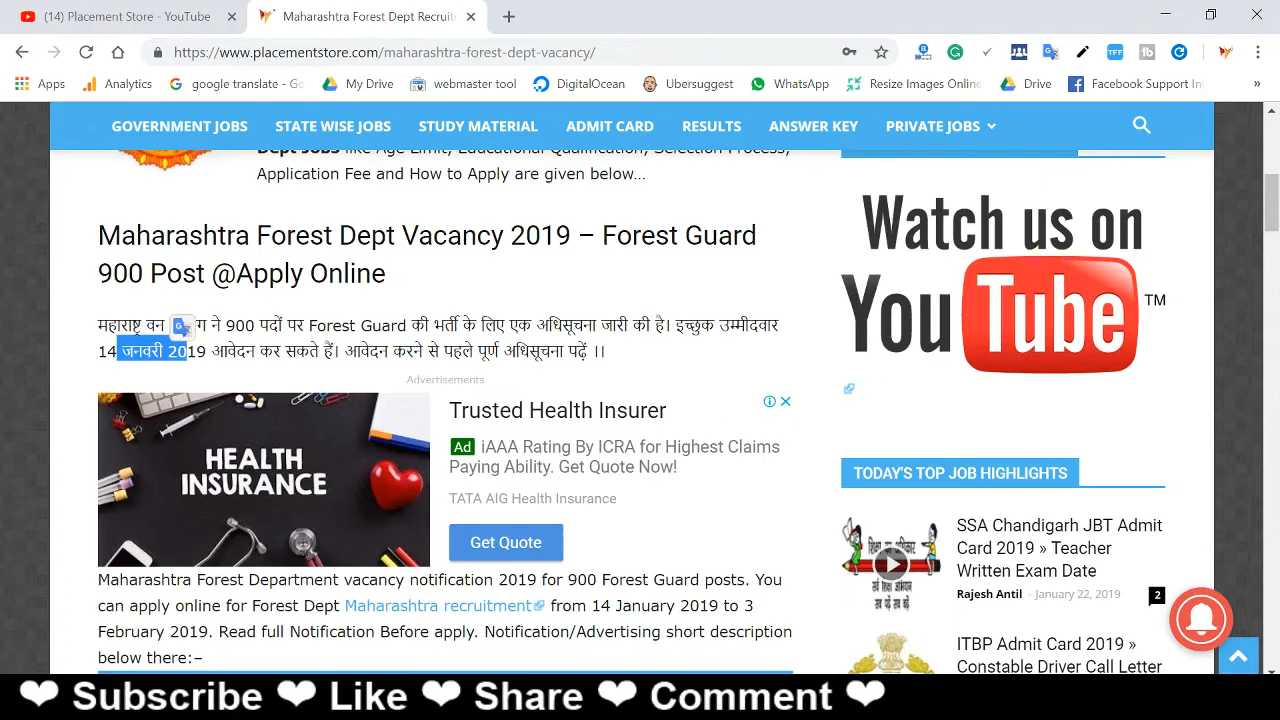 (14) Placement Store - YouTube
Maharashtra Forest Dept Recruit
https://www.placementstore.com/maharashtra-forest-dept-vacancy/
Apps Analytics google translate - Go My Drive webmaster tool DigitalOcean Ubersuggest WhatsApp Resize Images Online Drive Facebook Support In
GOVERNMENT JOBS STATE WISE JOBS STUDY MATERIAL ADMIT CARD RESULTS ANSWER KEY PRIVATE JOBS
Dept JOBS like Age Limit, Educational Qualification, Selection Process,
Application Fee and How to Apply are given below...
Maharashtra Forest Dept Vacancy 2019 – Forest Guard
900 Post @Apply Online
महाराष्ट्र वन ग ने 900 पदों पर Forest Guard की भर्ती के लिए एक अधिसूचना जारी की है। इच्छुक उम्मीदवार
14 जनवरी 2019 आवेदन कर सकते हैं। आवेदन करने से पहले पूर्ण अधिसूचना पढ़ें ।।
Advertisements
HEALTH
INSURANCE
Trusted Health Insurer
Ad iAAA Rating By ICRA for Highest Claims
Paying Ability. Get Quote Now!
TATA AIG Health Insurance
Get Quote
Maharashtra Forest Department vacancy notification 2019 for 900 Forest Guard posts. You
can apply online for Forest Dept Maharashtra recruitment from 14 January 2019 to 3
February 2019. Read full Notification Before apply. Notification/Advertising short description
below there:–
Watch us on
YouTube TM
TODAY'S TOP JOB HIGHLIGHTS
SSA Chandigarh JBT Admit
Card 2019 » Teacher
Written Exam Date
Rajesh Antil - January 22, 2019 2
ITBP Admit Card 2019 »
Constable Driver Call Letter
❤ Subscribe ❤ Like ❤ Share ❤ Comment ❤